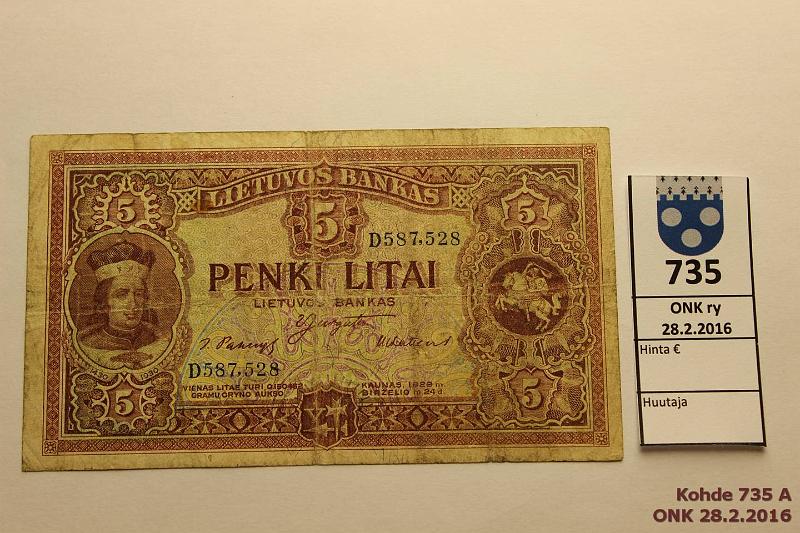 LIETUVOS BANKAS
5
5
5
D587,528
PENKI LITAI
LIETUVOS BANKAS
D587,528
VIENAS LITAS TURI 0,150462
GRAMŲ GRYNO AUKSO
KAUNAS, 1929 m.
BIRŽELIO m. 24 d.
1430 1930
5
5
735
ONK ry
28.2.2016
Hinta €
Huutaja
Kohde 735 A
ONK 28.2.2016